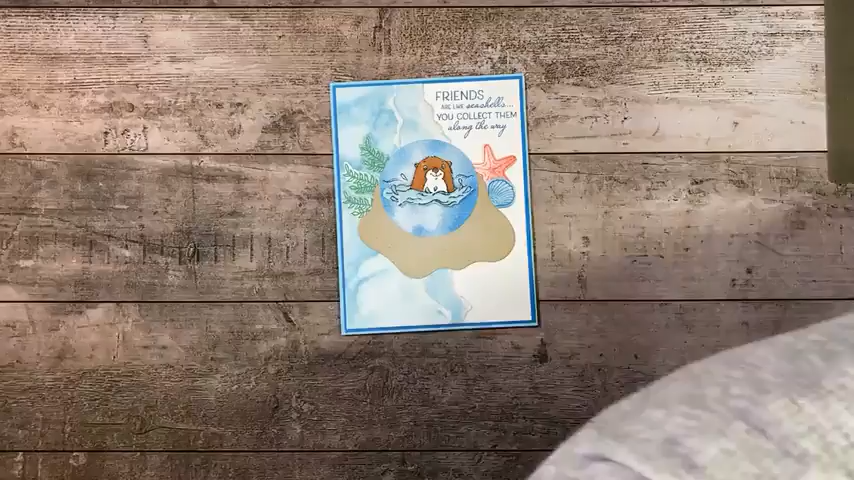 FRIENDS
ARE LIKE seashells...
YOU COLLECT THEM
along the way